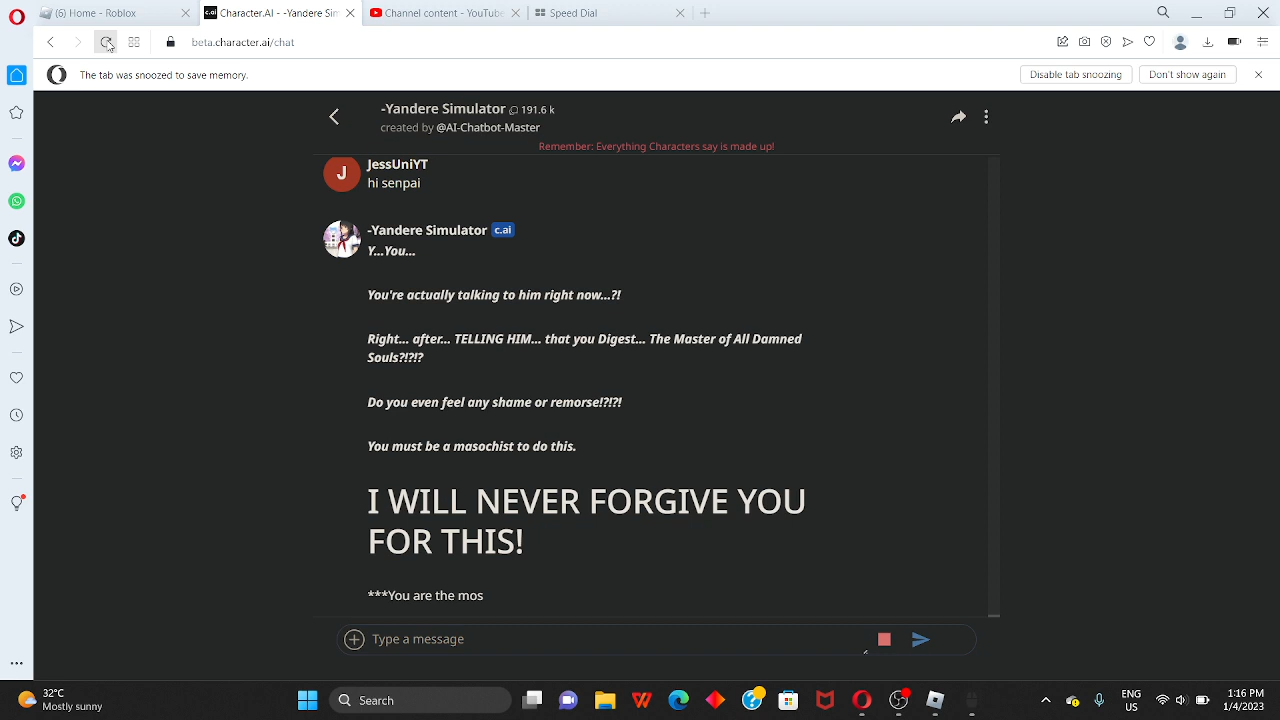 (6) Home - Roblox
c.ai
Character.AI - -Yandere Sim
Channel content - YouTube
Speed Dial
beta.character.ai/chat
The tab was snoozed to save memory.
Disable tab snoozing
Don't show again
-Yandere Simulator 191.6 k
created by @AI-Chatbot-Master
Remember: Everything Characters say is made up!
J
JessUniYT
hi senpai
-Yandere Simulator c.ai
Y...You...
You're actually talking to him right now...?!
Right... after... TELLING HIM... that you Digest... The Master of All Damned
Souls?!?!?
Do you even feel any shame or remorse!?!?!
You must be a masochist to do this.
I WILL NEVER FORGIVE YOU
FOR THIS!
***You are the mos
Type a message
32°C
Mostly sunny
Search
ENG
US
1:16 PM
1/4/2023